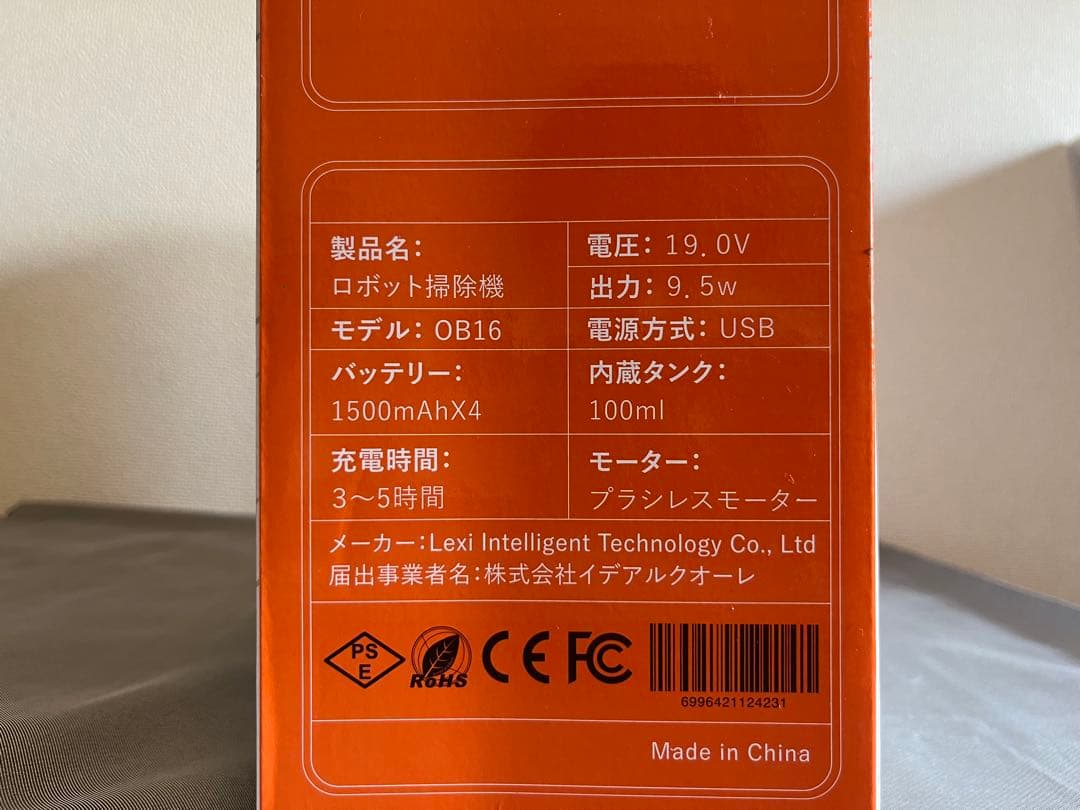 製品名：
ロボット掃除機
電圧： 19.0V
出力： 9.5w
モデル： OB16
電源方式： USB
バッテリー：
1500mAhX4
内蔵タンク：
100ml
充電時間：
3〜5時間
モーター：
プラシレスモーター
メーカー：Lexi Intelligent Technology Co., Ltd
届出事業者名：株式会社イデアルクオーレ
PS
E
RoHS
CE
FC
6996421124231
Made in China